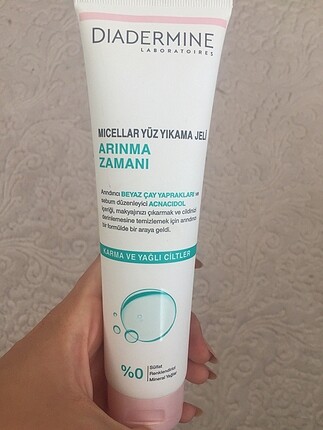 DIADERMINE
LABORATOIRES
MICELLAR YÜZ YIKAMA JELİ
ARINMA
ZAMANI
Arındırıcı BEYAZ ÇAY YAPRAKLARI ve
sebum düzenleyici ACNACIDOL
içeriği, makyajınızı çıkarmak ve cildinizi
derinlemesine temizlemek için arındırıcı
bir formülde bir araya geldi.
KARMA VE YAĞLI CİLTLER
%0
Sülfat
Renklendirici
Mineral Yağlar